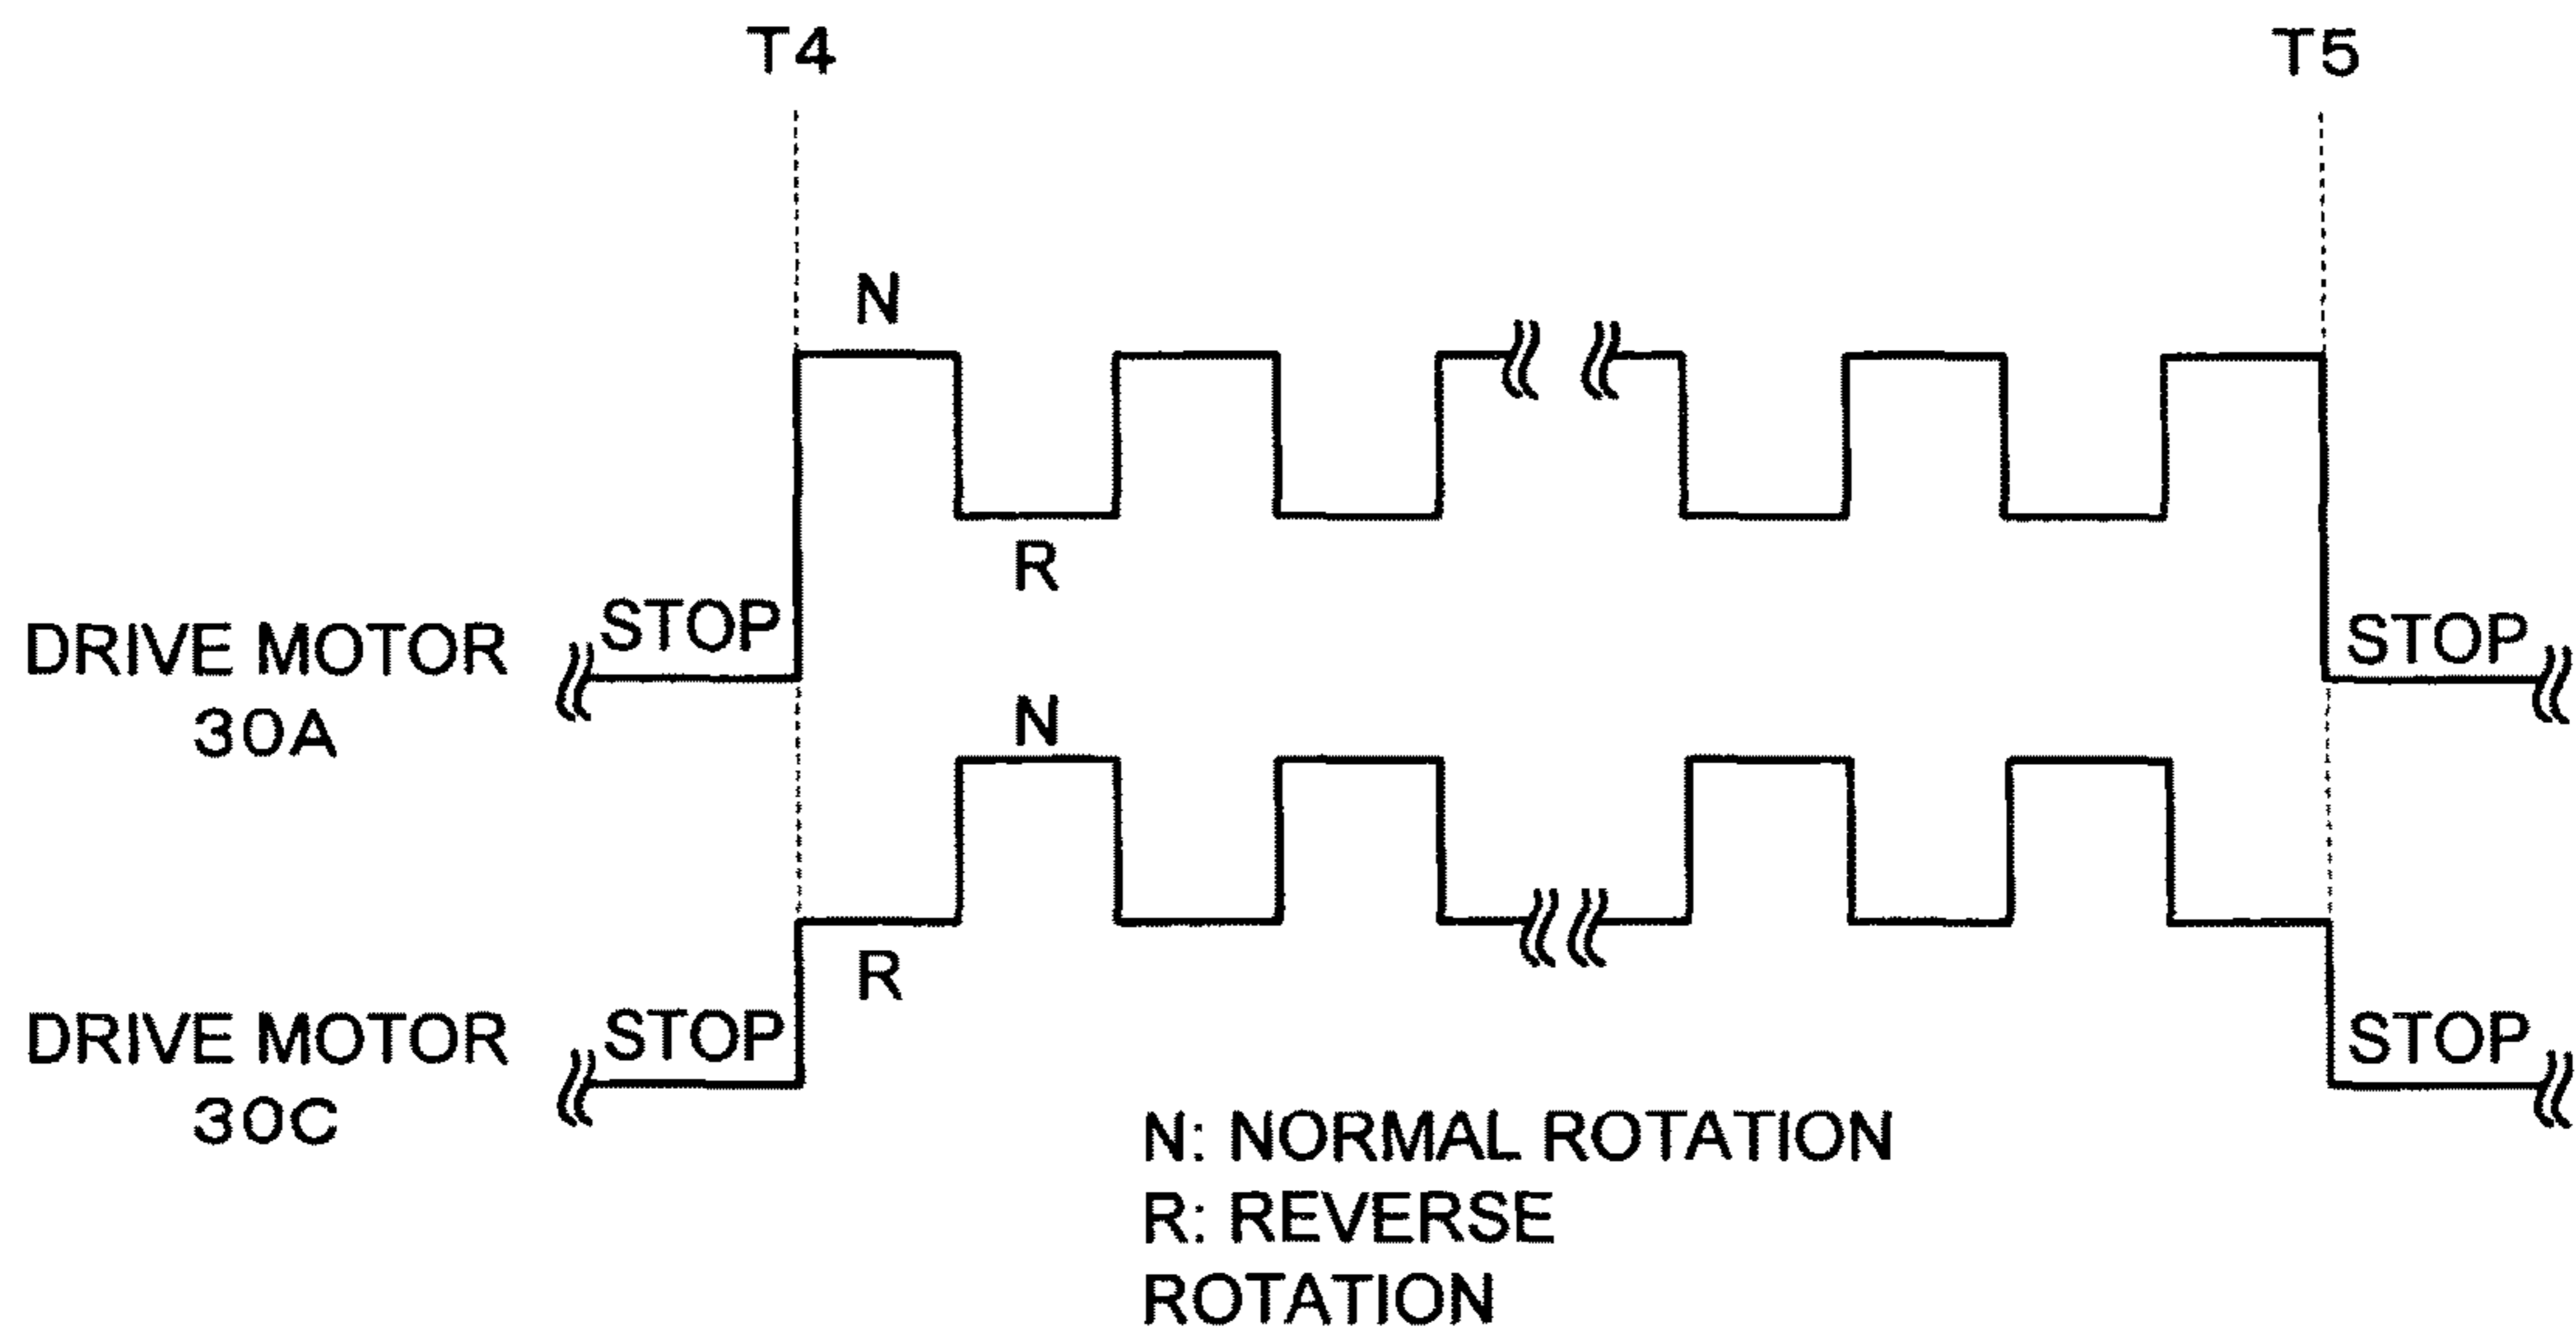 T4
T5
N
R
STOP
STOP
DRIVE MOTOR
30A
N
R
STOP
STOP
DRIVE MOTOR
30C
N: NORMAL ROTATION
R: REVERSE
ROTATION